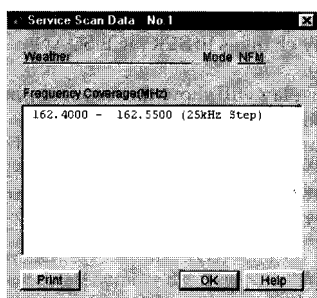 Service Scan Data No.1
Weather Mode NFM
Frequency Coverage(MHz)
162.4000 - 162.5500 (25kHz Step)
Print OK Help